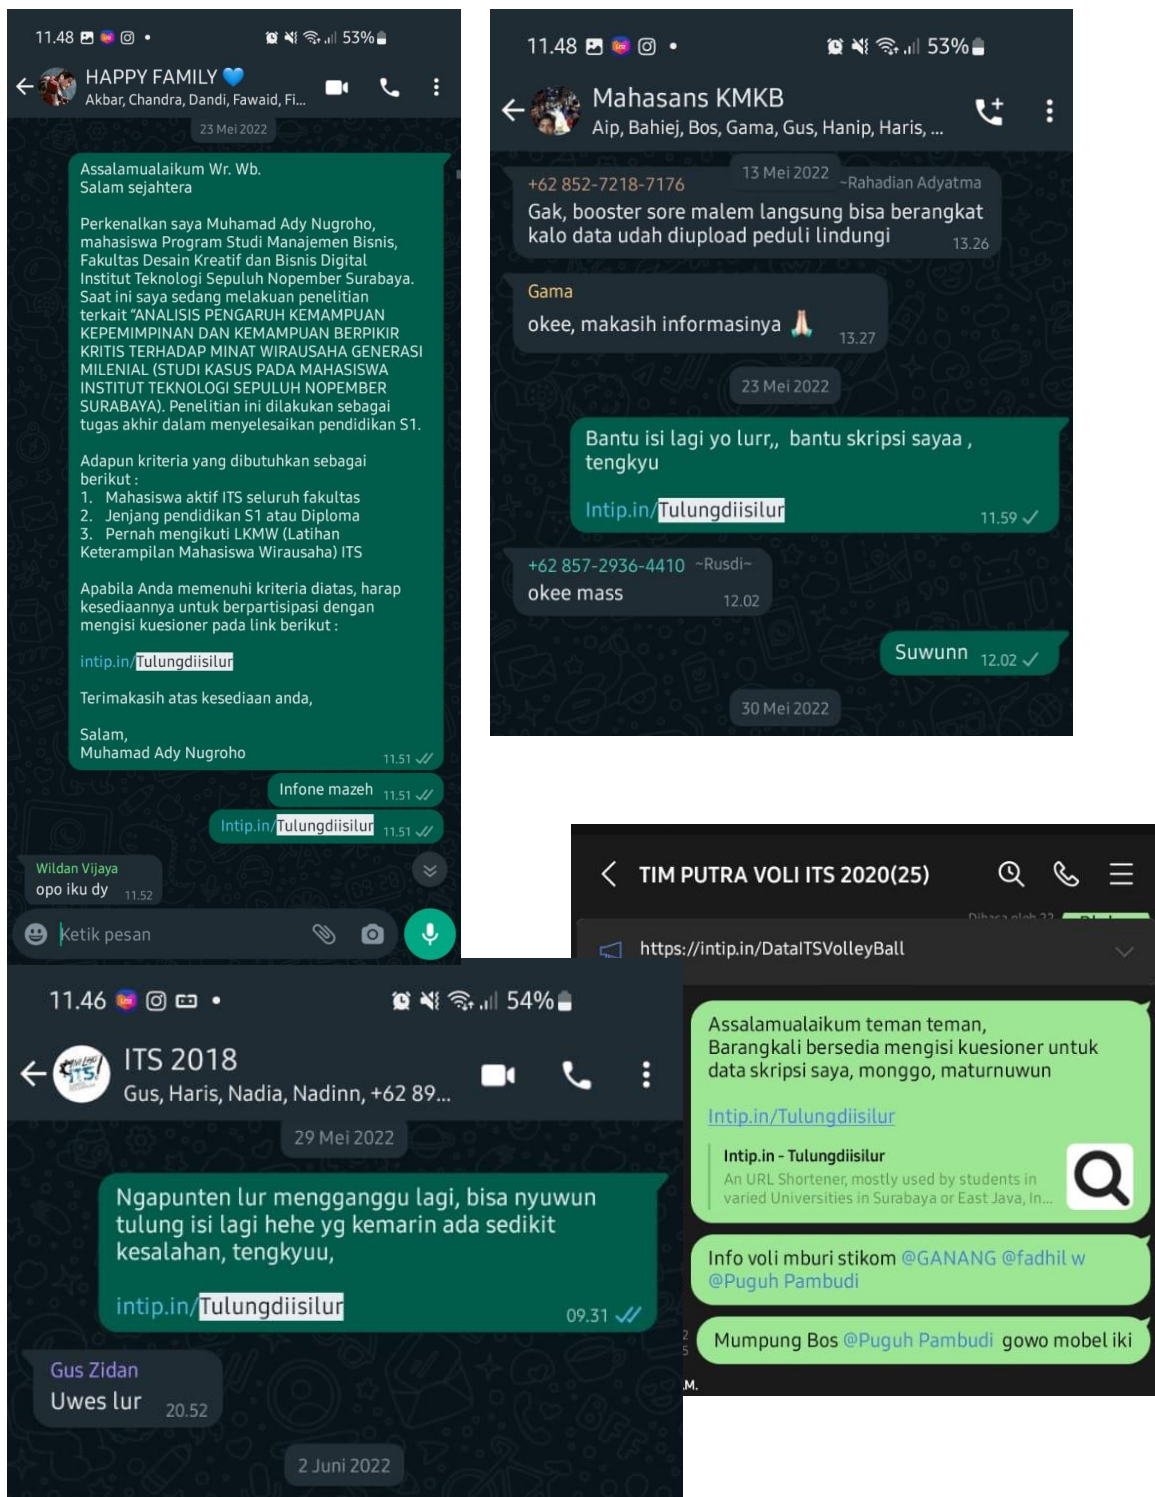 11.48
53%
HAPPY FAMILY
Akbar, Chandra, Dandi, Fawaid, Fi...
23 Mei 2022
Assalamualaikum Wr. Wb.
Salam sejahtera
Perkenalkan saya Muhamad Ady Nugroho,
mahasiswa Program Studi Manajemen Bisnis,
Fakultas Desain Kreatif dan Bisnis Digital
Institut Teknologi Sepuluh Nopember Surabaya.
Saat ini saya sedang melakuan penelitian
terkait “ANALISIS PENGARUH KEMAMPUAN
KEPEMIMPINAN DAN KEMAMPUAN BERPIKIR
KRITIS TERHADAP MINAT WIRAUSAHA GENERASI
MILENIAL (STUDI KASUS PADA MAHASISWA
INSTITUT TEKNOLOGI SEPULUH NOPEMBER
SURABAYA). Penelitian ini dilakukan sebagai
tugas akhir dalam menyelesaikan pendidikan S1.
Adapun kriteria yang dibutuhkan sebagai
berikut :
1. Mahasiswa aktif ITS seluruh fakultas
2. Jenjang pendidikan S1 atau Diploma
3. Pernah mengikuti LKMW (Latihan
Keterampilan Mahasiswa Wirausaha) ITS
Apabila Anda memenuhi kriteria diatas, harap
kesediaannya untuk berpartisipasi dengan
mengisi kuesioner pada link berikut :
intip.in/Tulungdiisilur
Terimakasih atas kesediaan anda,
Salam,
Muhamad Ady Nugroho
11.51
Infone mazeh 11.51
Intip.in/Tulungdiisilur 11.51
Wildan Vijaya
opo iku dy 11.52
Ketik pesan
11.48
53%
Mahasans KMKB
Aip, Bahiej, Bos, Gama, Gus, Hanip, Haris, ...
13 Mei 2022
+62 852-7218-7176 ~Rahadian Adyatma
Gak, booster sore malem langsung bisa berangkat
kalo data udah diupload peduli lindungi 13.26
Gama
okee, makasih informasinya 🙏🏻 13.27
23 Mei 2022
Bantu isi lagi yo lurr,, bantu skripsi sayaa ,
tengkyu
Intip.in/Tulungdiisilur 11.59
+62 857-2936-4410 ~Rusdi~
okee mass 12.02
Suwunn 12.02
30 Mei 2022
TIM PUTRA VOLI ITS 2020(25)
https://intip.in/DataITSVolleyBall
Assalamualaikum teman teman,
Barangkali bersedia mengisi kuesioner untuk
data skripsi saya, monggo, maturnuwun
Intip.in/Tulungdiisilur
Intip.in - Tulungdiisilur
An URL Shortener, mostly used by students in
varied Universities in Surabaya or East Java, In...
Info voli mburi stikom @GANANG @fadhil w
@Puguh Pambudi
Mumpung Bos @Puguh Pambudi gowo mobel iki
11.46
54%
ITS 2018
Gus, Haris, Nadia, Nadinn, +62 89...
29 Mei 2022
Ngapunten lur mengganggu lagi, bisa nyuwun
tulung isi lagi hehe yg kemarin ada sedikit
kesalahan, tengkyuu,
intip.in/Tulungdiisilur 09.31
Gus Zidan
Uwes lur 20.52
2 Juni 2022